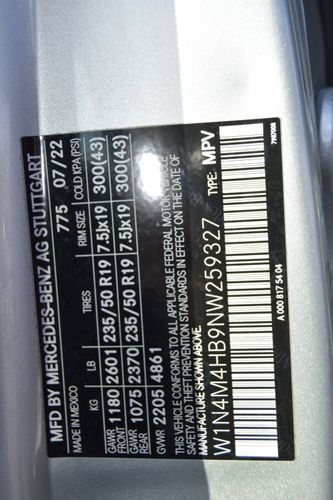 MFD BY MERCEDES-BENZ AG STUTTGART
MADE IN MEXICO 775 07/22
KG LB TIRES RIM SIZE COLD KPA(PSI)
GAWR FRONT 1180 2601 235/50 R19 7.5Jx19 300(43)
GAWR REAR 1075 2370 235/50 R19 7.5Jx19 300(43)
GVWR 2205 4861
THIS VEHICLE CONFORMS TO ALL APPLICABLE FEDERAL MOTOR VEHICLE
SAFETY AND THEFT PREVENTION STANDARDS IN EFFECT ON THE DATE OF
MANUFACTURE SHOWN ABOVE.
W1N4M4HB9NW259327 TYPE: MPV
A 000 817 54 04